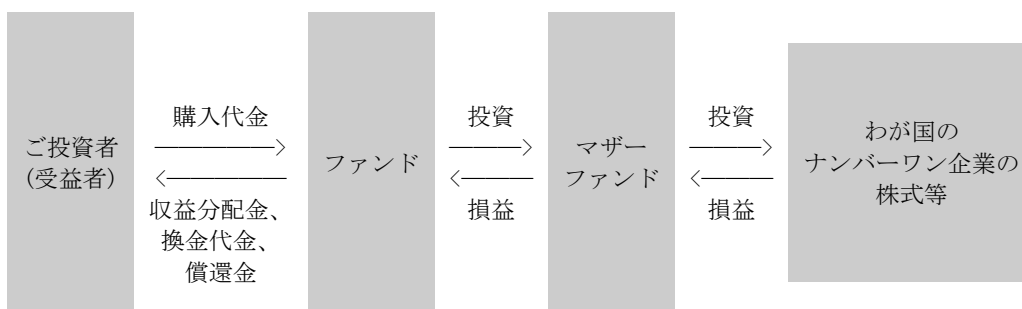 ご投資者
(受益者)
購入代金
収益分配金、
換金代金、
償還金
ファンド
投資
損益
マザー
ファンド
投資
損益
わが国の
ナンバーワン企業の
株式等